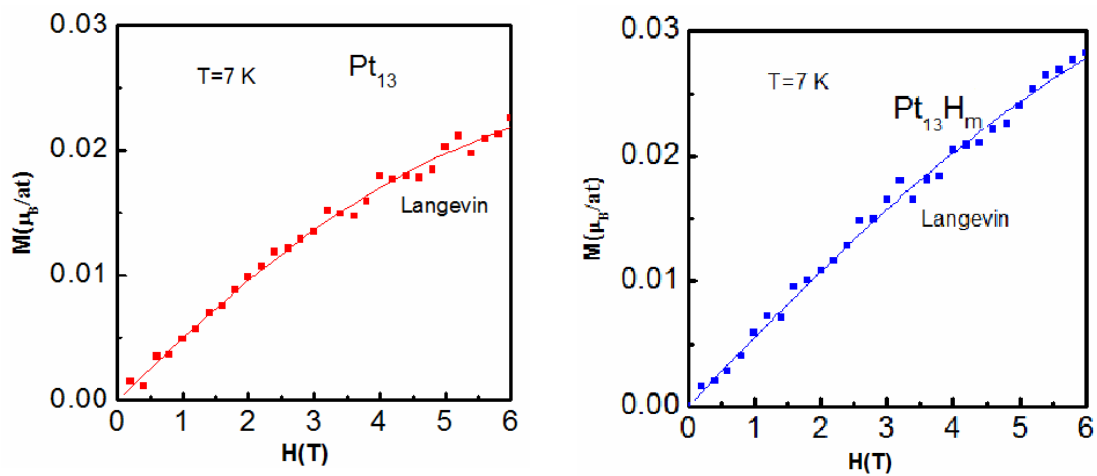 0.03
T=7 K
Pt13
0.02
Langevin
M(μB/at)
0.01
0.00
0 1 2 3 4 5 6
H(T)
0.03
T=7 K
Pt13Hm
0.02
Langevin
M(μB/at)
0.01
0.00
0 1 2 3 4 5 6
H(T)